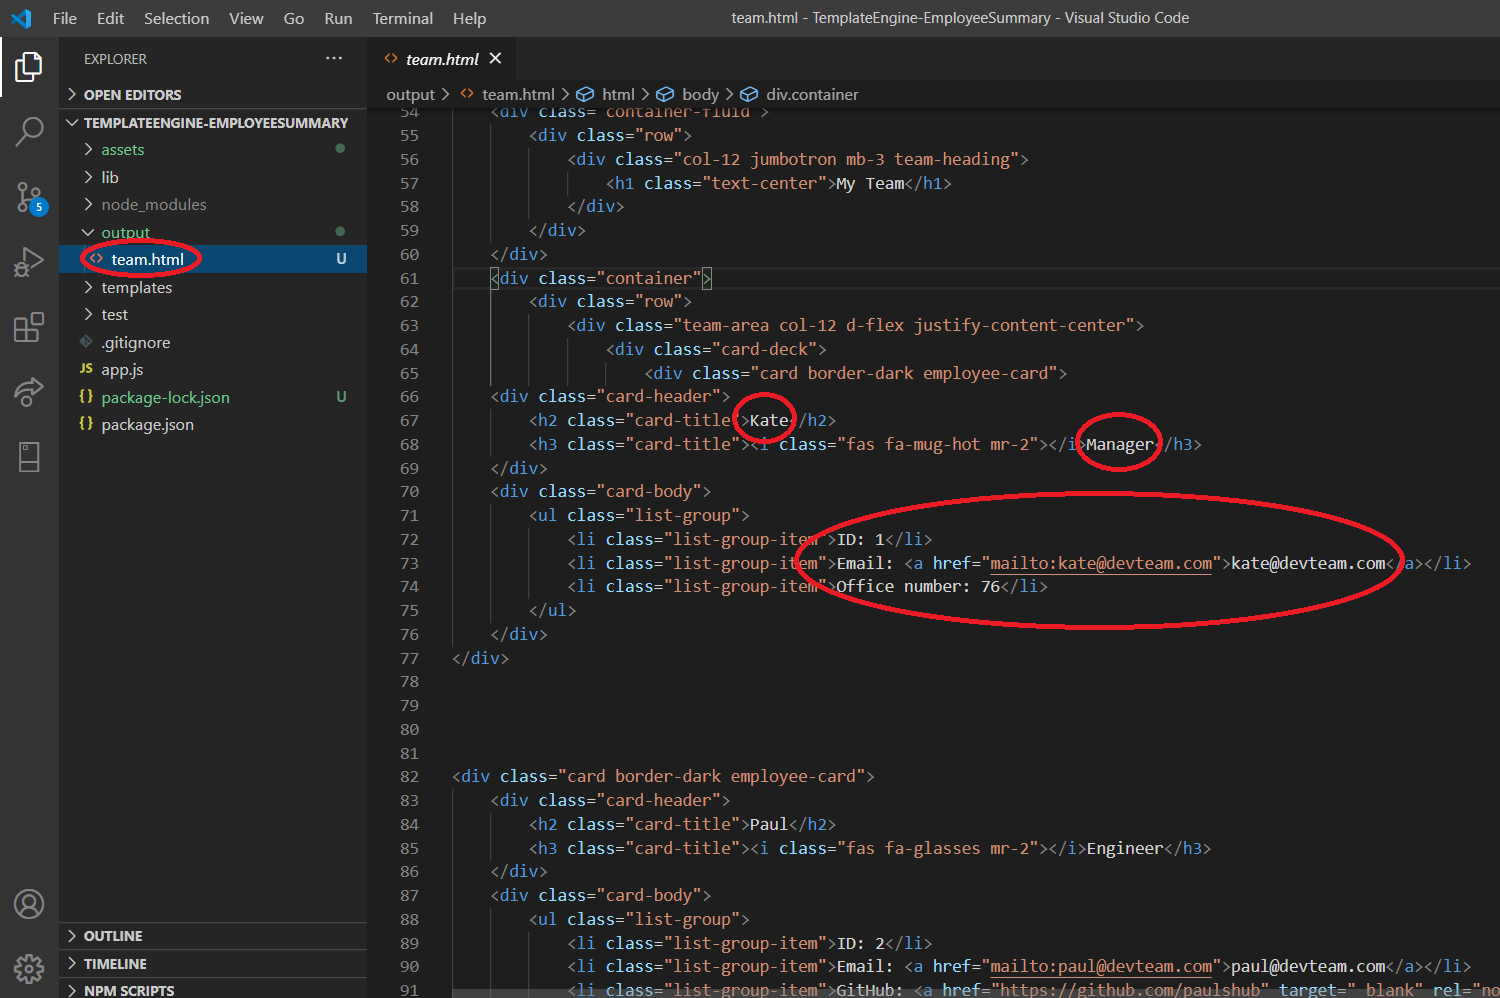 File Edit Selection View Go Run Terminal Help
team.html - TemplateEngine-EmployeeSummary - Visual Studio Code
EXPLORER ···
OPEN EDITORS
TEMPLATEENGINE-EMPLOYEESUMMARY
assets
lib
node_modules
output
team.html U
templates
test
.gitignore
JS app.js
{} package-lock.json U
{} package.json
OUTLINE
TIMELINE
NPM SCRIPTS
5
team.html
output > team.html > html > body > div.container
54 <div class="container-fluid">
55 <div class="row">
56 <div class="col-12 jumbotron mb-3 team-heading">
57 <h1 class="text-center">My Team</h1>
58 </div>
59 </div>
60 </div>
61 <div class="container">
62 <div class="row">
63 <div class="team-area col-12 d-flex justify-content-center">
64 <div class="card-deck">
65 <div class="card border-dark employee-card">
66 <div class="card-header">
67 <h2 class="card-title">Kate</h2>
68 <h3 class="card-title"><i class="fas fa-mug-hot mr-2"></i>Manager</h3>
69 </div>
70 <div class="card-body">
71 <ul class="list-group">
72 <li class="list-group-item">ID: 1</li>
73 <li class="list-group-item">Email: <a href="mailto:kate@devteam.com">kate@devteam.com</a></li>
74 <li class="list-group-item">Office number: 76</li>
75 </ul>
76 </div>
77 </div>
78
79
80
81
82 <div class="card border-dark employee-card">
83 <div class="card-header">
84 <h2 class="card-title">Paul</h2>
85 <h3 class="card-title"><i class="fas fa-glasses mr-2"></i>Engineer</h3>
86 </div>
87 <div class="card-body">
88 <ul class="list-group">
89 <li class="list-group-item">ID: 2</li>
90 <li class="list-group-item">Email: <a href="mailto:paul@devteam.com">paul@devteam.com</a></li>
91 <li class="list-group-item">GitHub: <a href="https://github.com/paulshub" target="_blank" rel="no